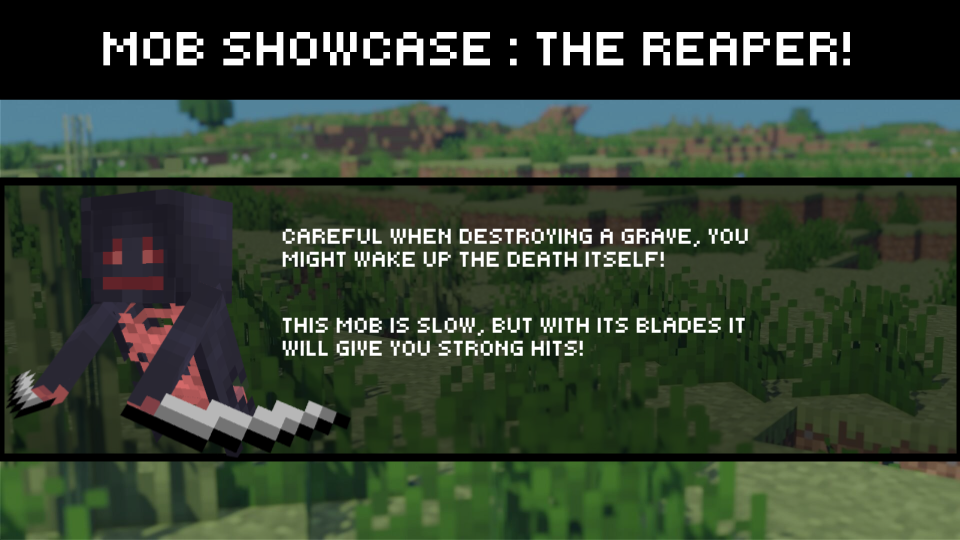 MOB SHOWCASE : THE REAPER!
CAREFUL WHEN DESTROYING A GRAVE, YOU
MIGHT WAKE UP THE DEATH ITSELF!
THIS MOB IS SLOW, BUT WITH ITS BLADES IT
WILL GIVE YOU STRONG HITS!